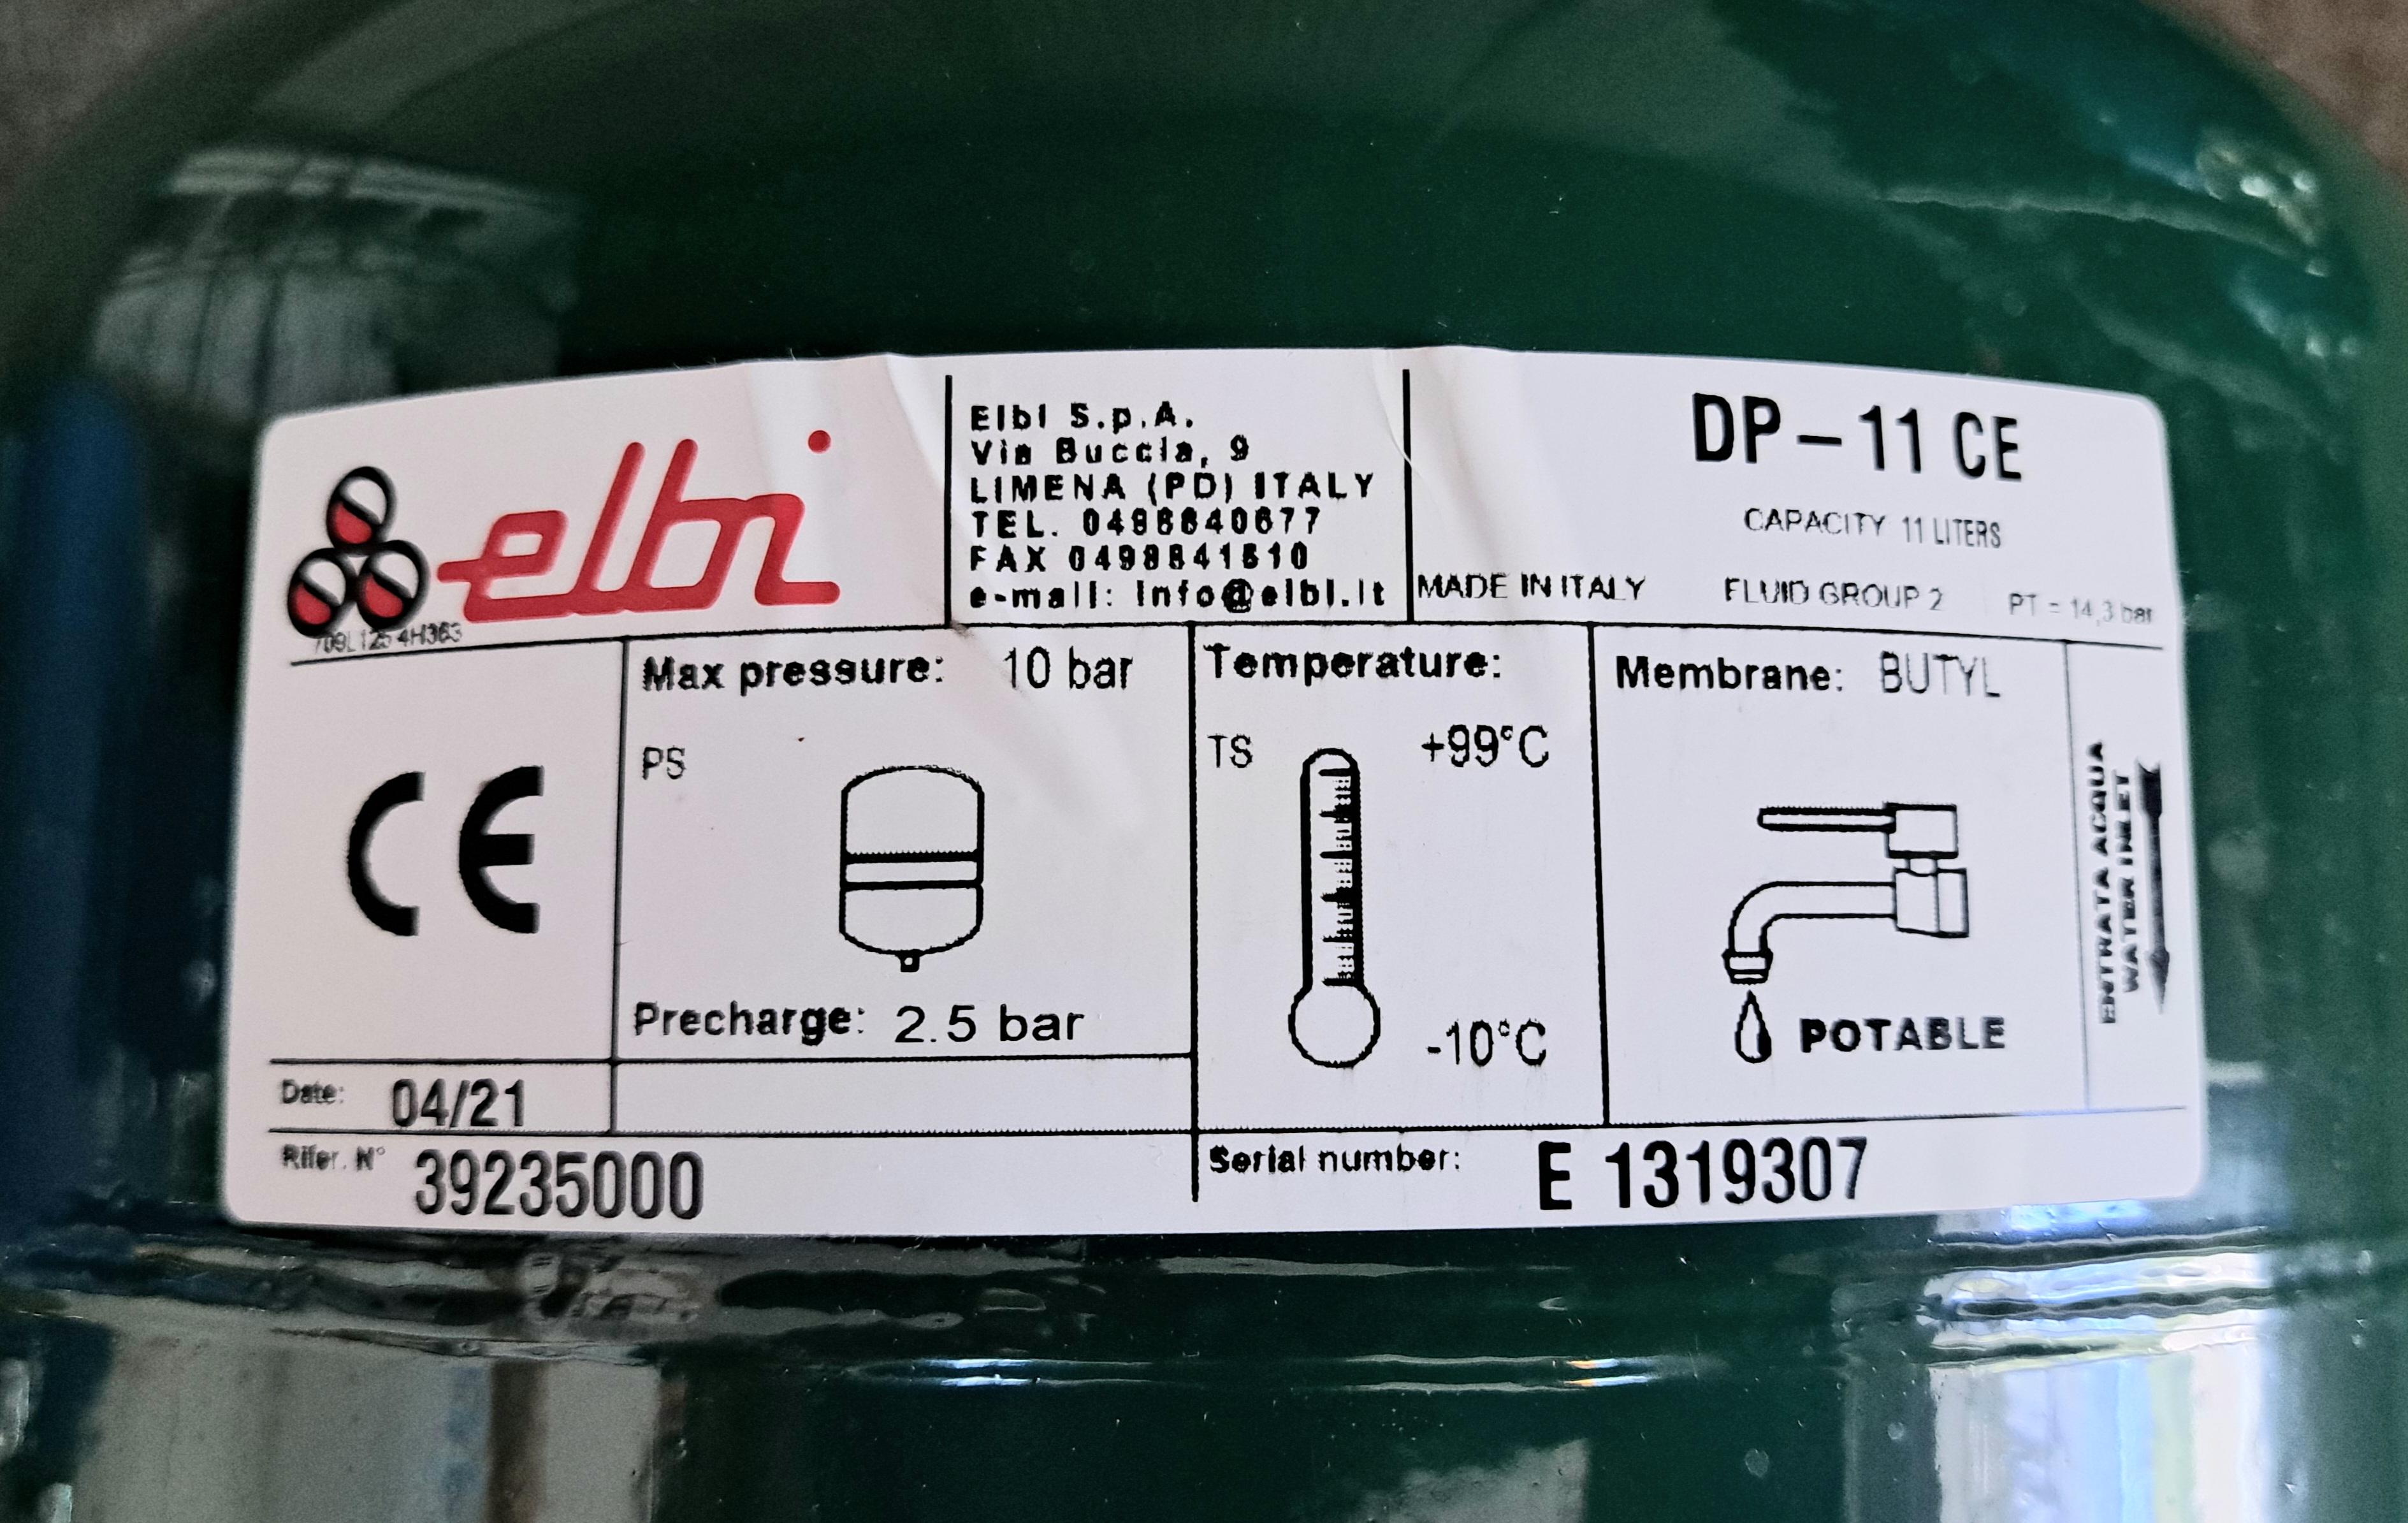 elbi
709L125 4H363
Elbi S.p.A.
Via Buccia, 9
LIMENA (PD) ITALY
TEL. 0498840677
FAX 0498841610
e-mail: info@elbi.it
MADE IN ITALY
DP-11 CE
CAPACITY 11 LITERS
FLUID GROUP 2
PT = 14,3 bar
CE
Max pressure: 10 bar
PS
Precharge: 2.5 bar
Temperature:
TS
+99°C
-10°C
Membrane: BUTYL
POTABLE
ENTRATA ACQUA
WATER INLET
Date: 04/21
Rifer. N° 39235000
Serial number: E 1319307